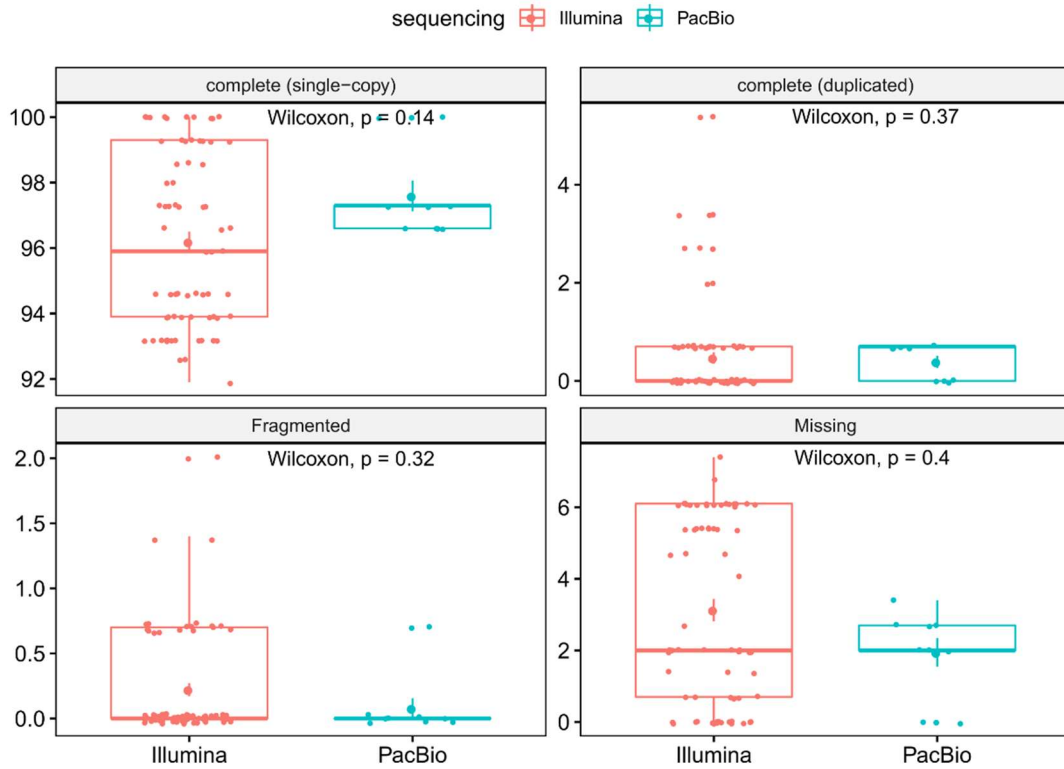 sequencing Illumina PacBio
complete (single−copy) complete (duplicated)
Wilcoxon, p = 0.14 Wilcoxon, p = 0.37
100
98
96
94
92
4
2
0
Fragmented Missing
Wilcoxon, p = 0.32 Wilcoxon, p = 0.4
2.0
1.5
1.0
0.5
0.0
6
4
2
0
Illumina PacBio Illumina PacBio